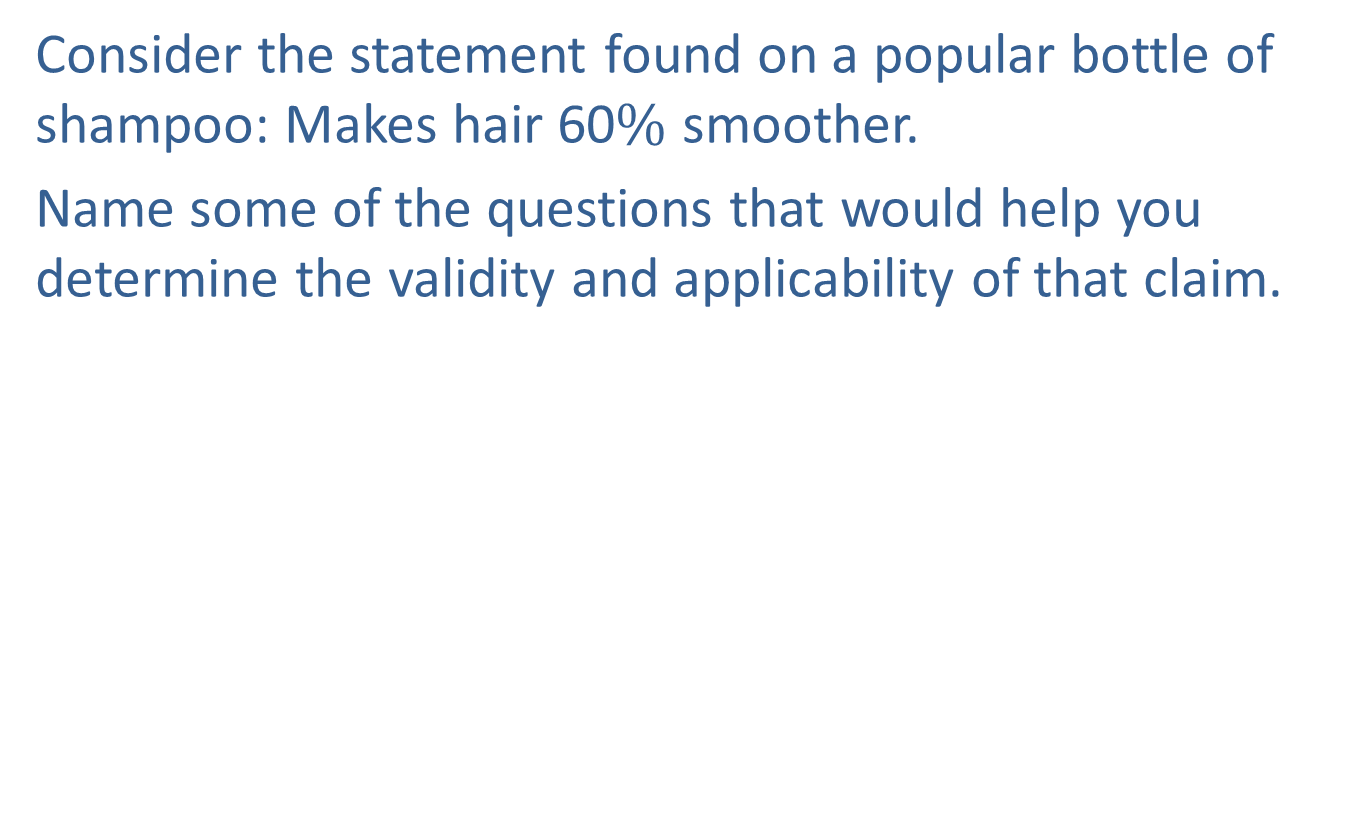 Consider the statement found on a popular bottle of
shampoo: Makes hair 60% smoother.
Name some of the questions that would help you
determine the validity and applicability of that claim.